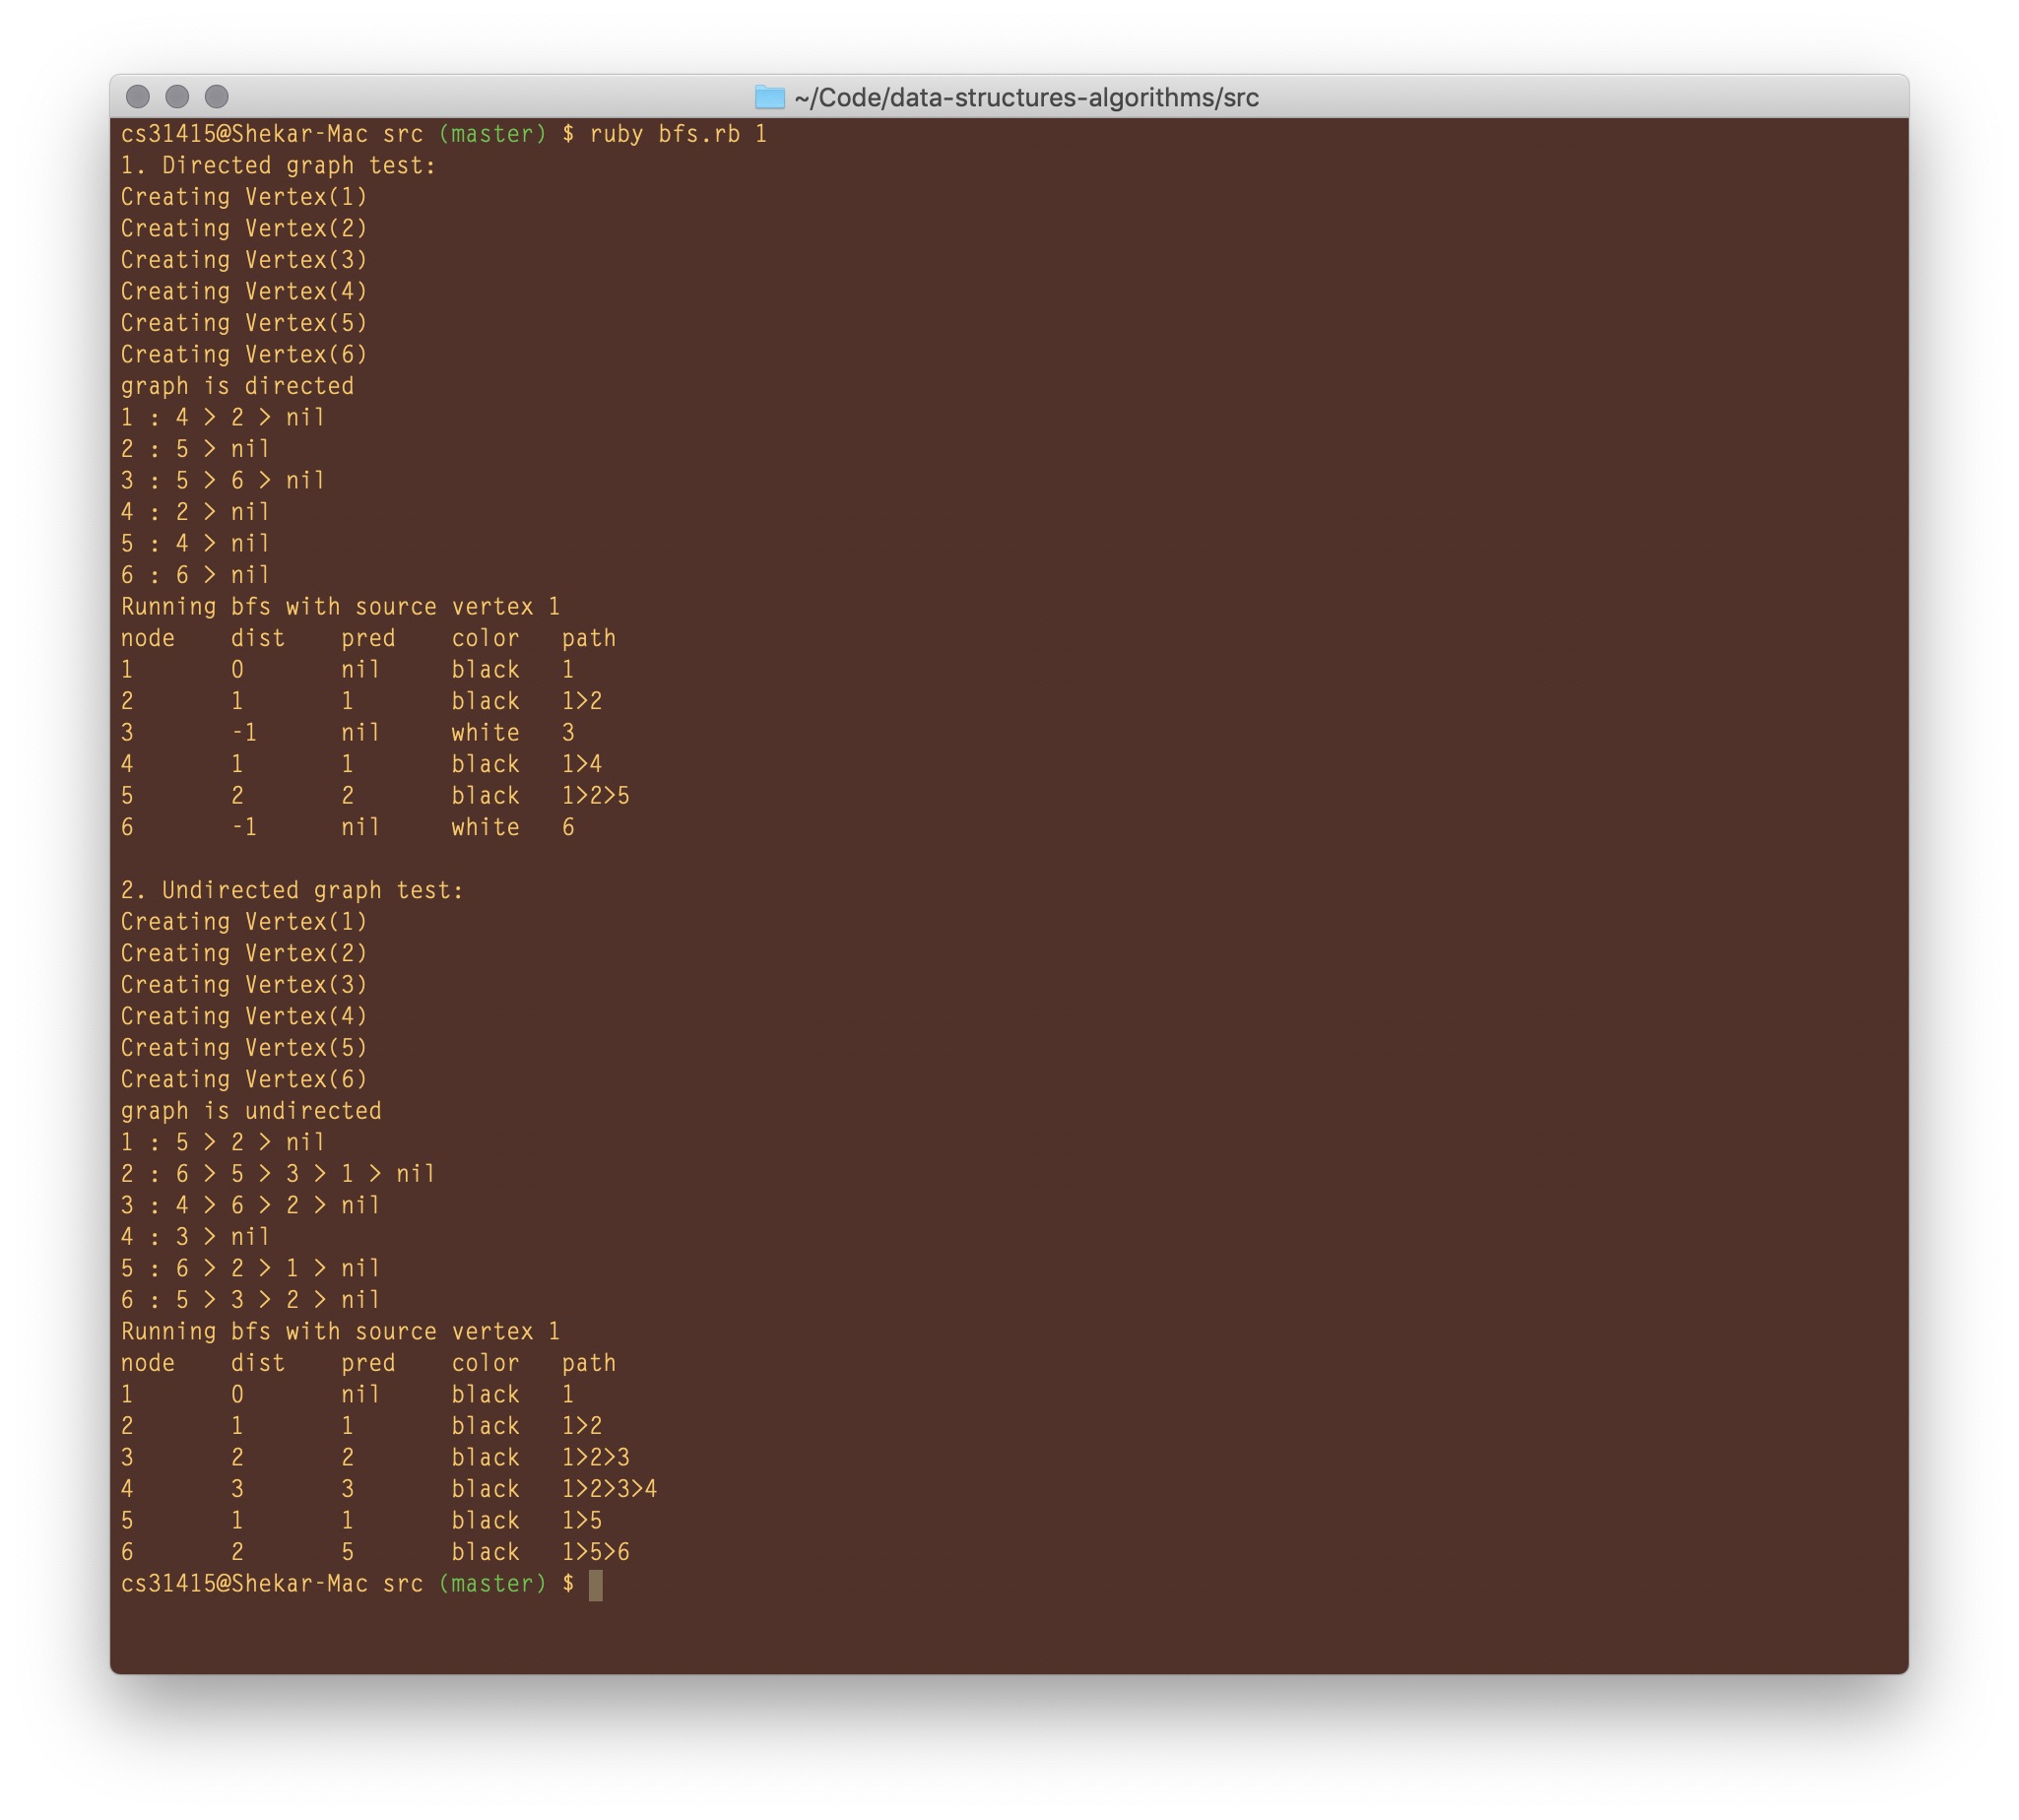 ~/Code/data-structures-algorithms/src
cs31415@Shekar-Mac src (master) $ ruby bfs.rb 1
1. Directed graph test:
Creating Vertex(1)
Creating Vertex(2)
Creating Vertex(3)
Creating Vertex(4)
Creating Vertex(5)
Creating Vertex(6)
graph is directed
1 : 4 > 2 > nil
2 : 5 > nil
3 : 5 > 6 > nil
4 : 2 > nil
5 : 4 > nil
6 : 6 > nil
Running bfs with source vertex 1
node    dist    pred    color   path
1       0       nil     black   1
2       1       1       black   1>2
3       -1      nil     white   3
4       1       1       black   1>4
5       2       2       black   1>2>5
6       -1      nil     white   6

2. Undirected graph test:
Creating Vertex(1)
Creating Vertex(2)
Creating Vertex(3)
Creating Vertex(4)
Creating Vertex(5)
Creating Vertex(6)
graph is undirected
1 : 5 > 2 > nil
2 : 6 > 5 > 3 > 1 > nil
3 : 4 > 6 > 2 > nil
4 : 3 > nil
5 : 6 > 2 > 1 > nil
6 : 5 > 3 > 2 > nil
Running bfs with source vertex 1
node    dist    pred    color   path
1       0       nil     black   1
2       1       1       black   1>2
3       2       2       black   1>2>3
4       3       3       black   1>2>3>4
5       1       1       black   1>5
6       2       5       black   1>5>6
cs31415@Shekar-Mac src (master) $